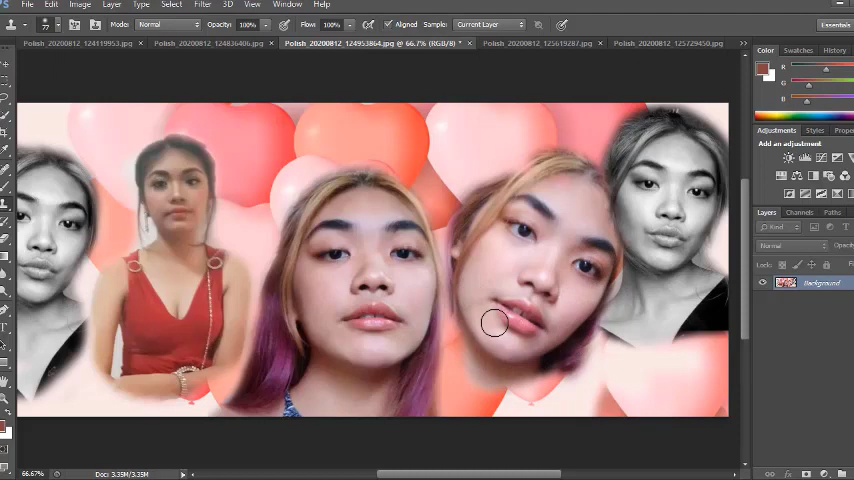 File Edit Image Layer Type Select Filter 3D View Window Help
77 Mode: Normal Opacity: 100% Flow: 100% Aligned Sample: Current Layer Essentials
Polish_20200812_124119953.jpg × Polish_20200812_124836406.jpg × Polish_20200812_124953864.jpg @ 66.7% (RGB/8) * × Polish_20200812_125619287.jpg × Polish_20200812_125729450.jpg
Color Swatches History
R
G
B
Adjustments Styles
Add an adjustment
Layers Channels Paths
Kind
Normal
Lock:
Background
66.67% Doc: 3.35M/3.35M